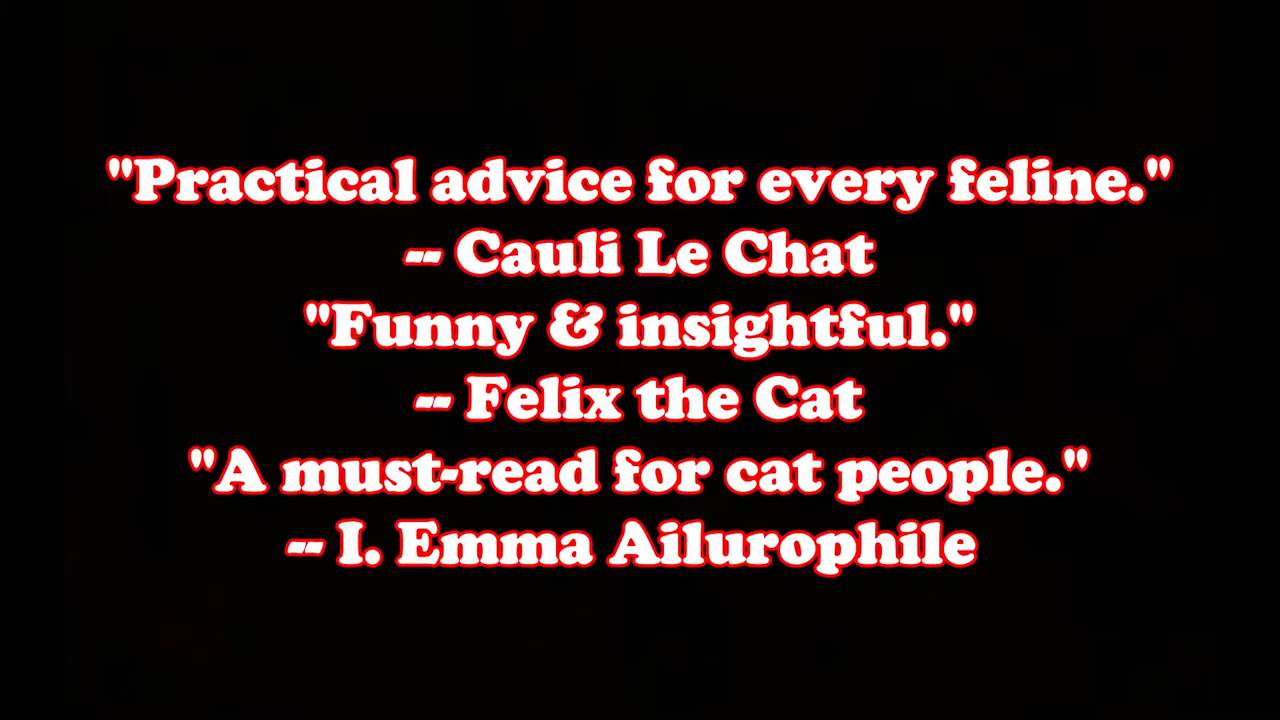 "Practical advice for every feline."
-- Cauli Le Chat
"Funny & insightful."
-- Felix the Cat
"A must-read for cat people."
-- I. Emma Ailurophile